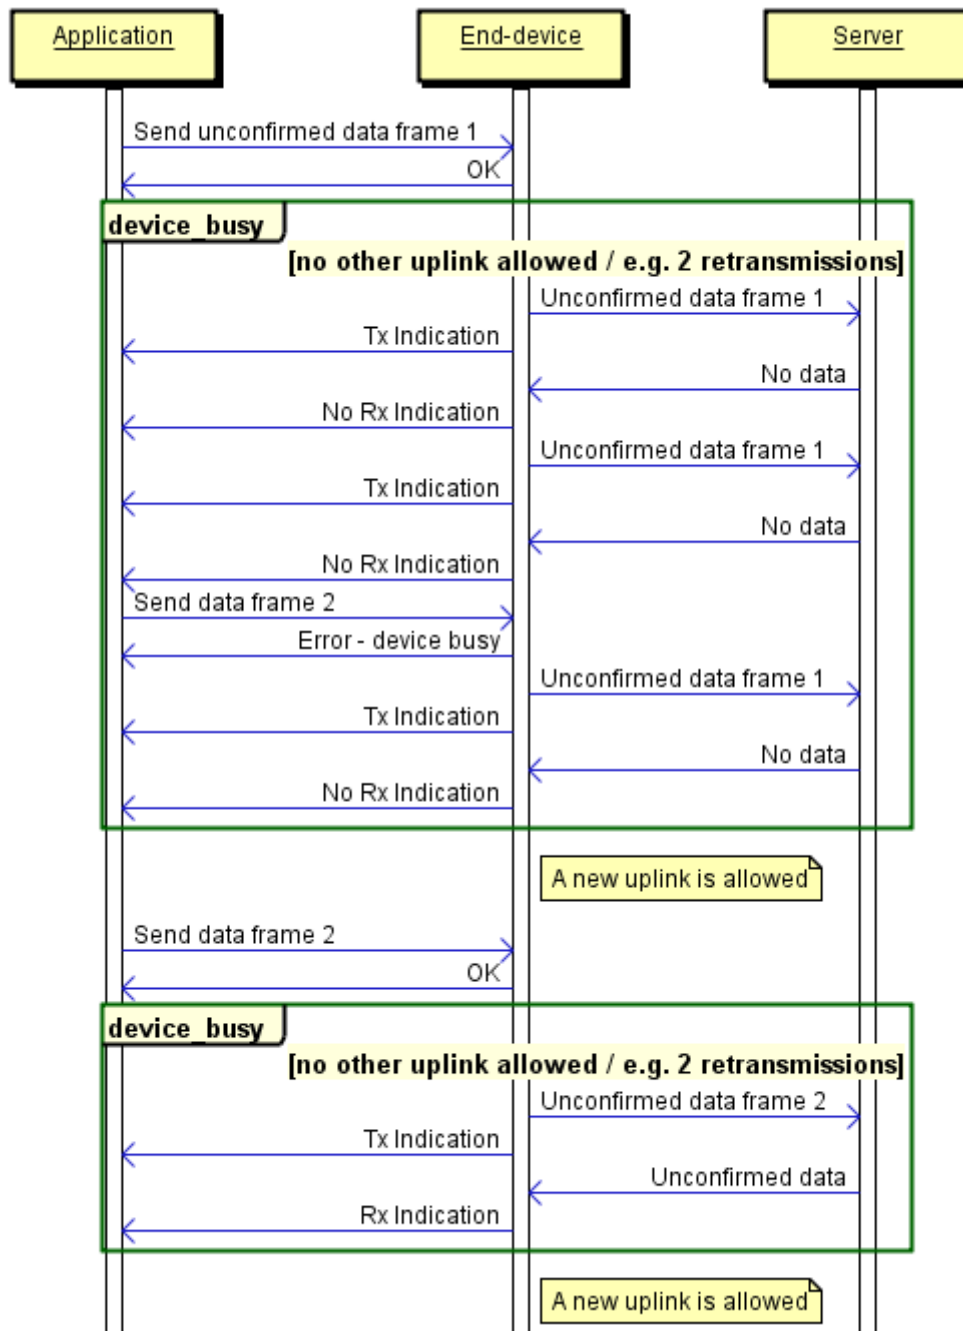 Application
End-device
Server
Send unconfirmed data frame 1
OK
device_busy
[no other uplink allowed / e.g. 2 retransmissions]
Unconfirmed data frame 1
Tx Indication
No data
No Rx Indication
Unconfirmed data frame 1
Tx Indication
No data
No Rx Indication
Send data frame 2
Error - device busy
Unconfirmed data frame 1
Tx Indication
No data
No Rx Indication
A new uplink is allowed
Send data frame 2
OK
device_busy
[no other uplink allowed / e.g. 2 retransmissions]
Unconfirmed data frame 2
Tx Indication
Unconfirmed data
Rx Indication
A new uplink is allowed